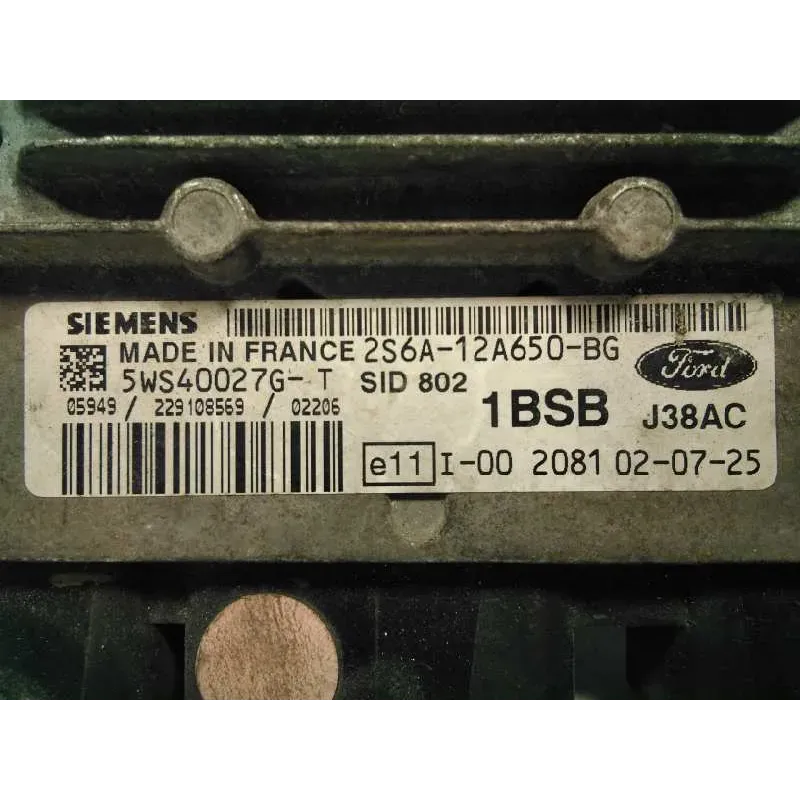 SIEMENS
MADE IN FRANCE 2S6A-12A650-BG
Ford
5WS40027G-T SID 802
05949 / 229108569 / 02206
1BSB J38AC
e11 I-00 2081 02-07-25